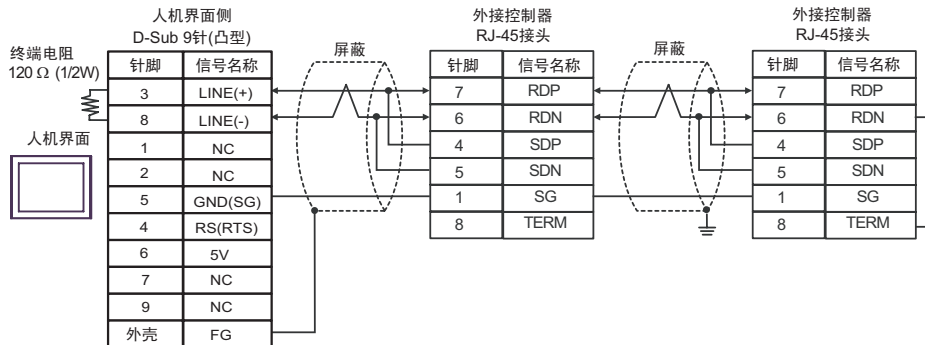 人机界面侧
D-Sub 9针(凸型)
终端电阻
120 Ω (1/2W)
人机界面
针脚 信号名称
3 LINE(+)
8 LINE(-)
1 NC
2 NC
5 GND(SG)
4 RS(RTS)
6 5V
7 NC
9 NC
外壳 FG
屏蔽
外接控制器
RJ-45接头
针脚 信号名称
7 RDP
6 RDN
4 SDP
5 SDN
1 SG
8 TERM
屏蔽
外接控制器
RJ-45接头
针脚 信号名称
7 RDP
6 RDN
4 SDP
5 SDN
1 SG
8 TERM